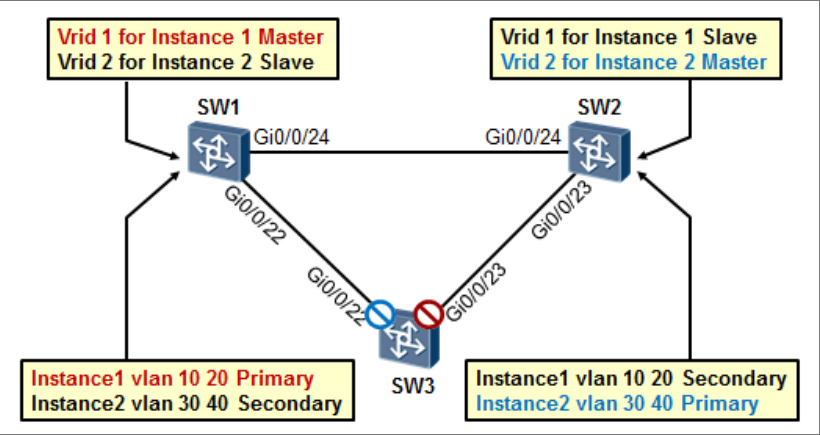 Vrid 1 for Instance 1 Master
Vrid 2 for Instance 2 Slave
Vrid 1 for Instance 1 Slave
Vrid 2 for Instance 2 Master
SW1
SW2
Gi0/0/24
Gi0/0/24
Gi0/0/22
Gi0/0/23
Gi0/0/22
Gi0/0/23
SW3
Instance1 vlan 10 20 Primary
Instance2 vlan 30 40 Secondary
Instance1 vlan 10 20 Secondary
Instance2 vlan 30 40 Primary